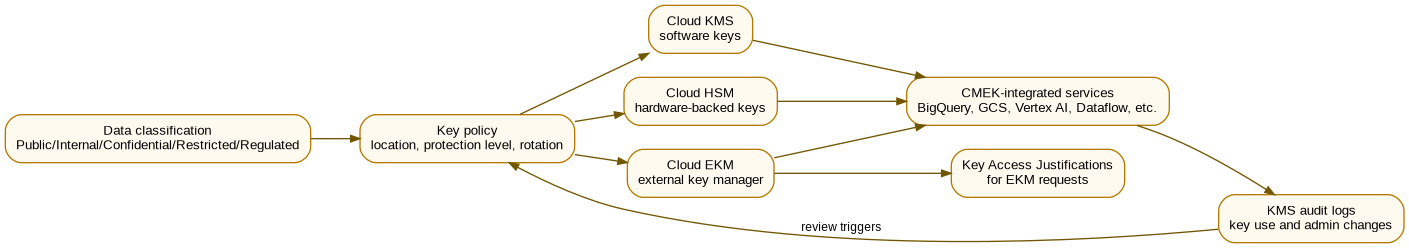 Data classification
Public/Internal/Confidential/Restricted/Regulated
Key policy
location, protection level, rotation
Cloud KMS
software keys
Cloud HSM
hardware-backed keys
Cloud EKM
external key manager
CMEK-integrated services
BigQuery, GCS, Vertex AI, Dataflow, etc.
Key Access Justifications
for EKM requests
KMS audit logs
key use and admin changes
review triggers